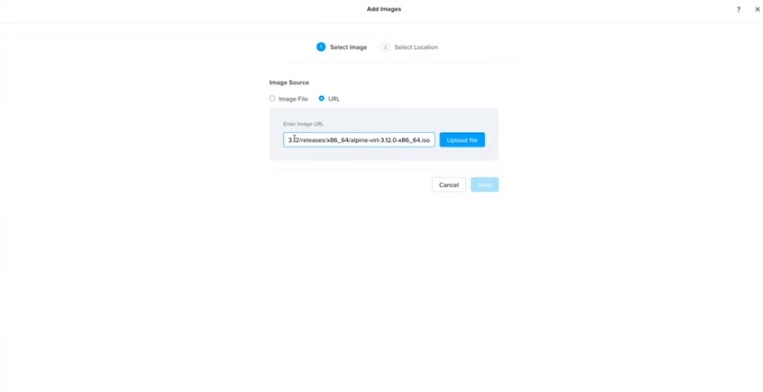 Add Images
? ×
1 Select Image 2 Select Location
Image Source
Image File URL
Enter Image URL
3.12/releases/x86_64/alpine-virt-3.12.0-x86_64.iso Upload file
Cancel Next